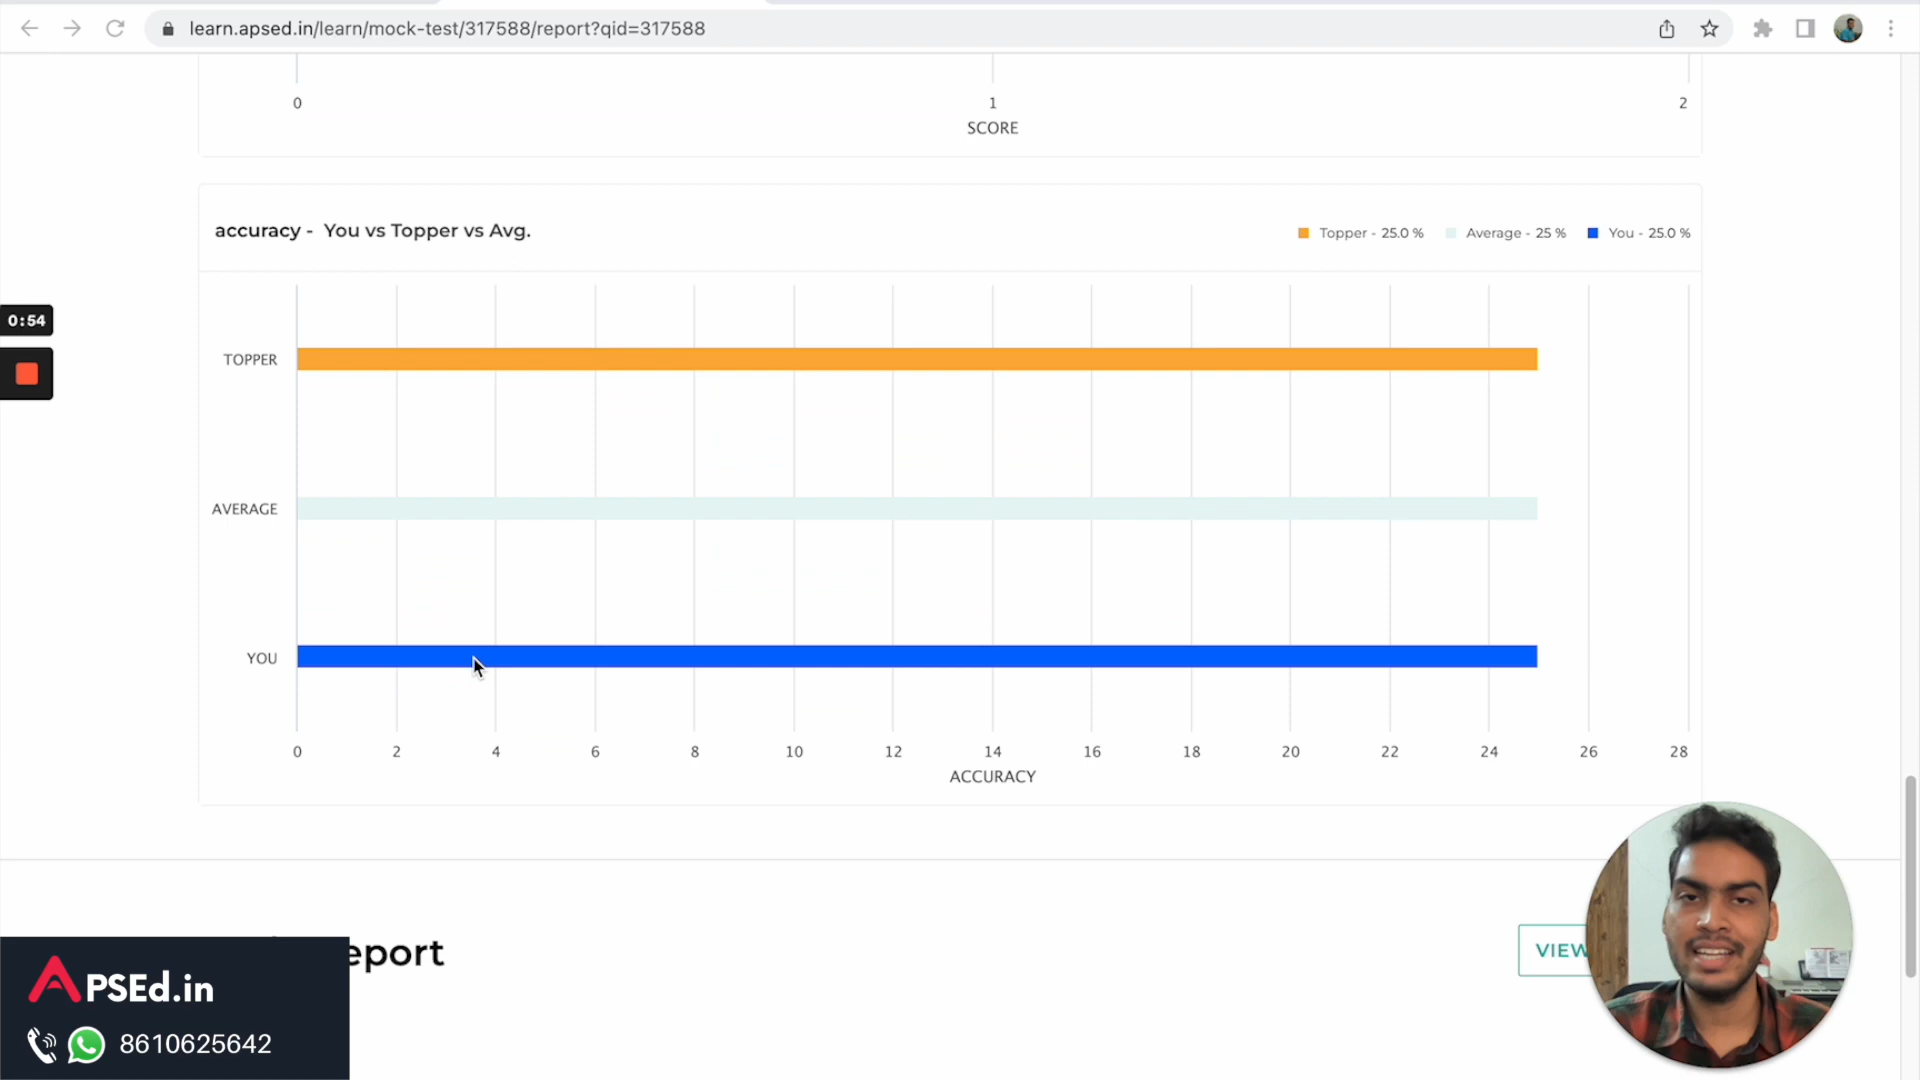 learn.apsed.in/learn/mock-test/317588/report?qid=317588
0 1 2
SCORE
accuracy - You vs Topper vs Avg.
Topper - 25.0 % Average - 25 % You - 25.0 %
0:54
TOPPER
AVERAGE
YOU
0 2 4 6 8 10 12 14 16 18 20 22 24 26 28
ACCURACY
eport
VIEW
APSEd.in
8610625642